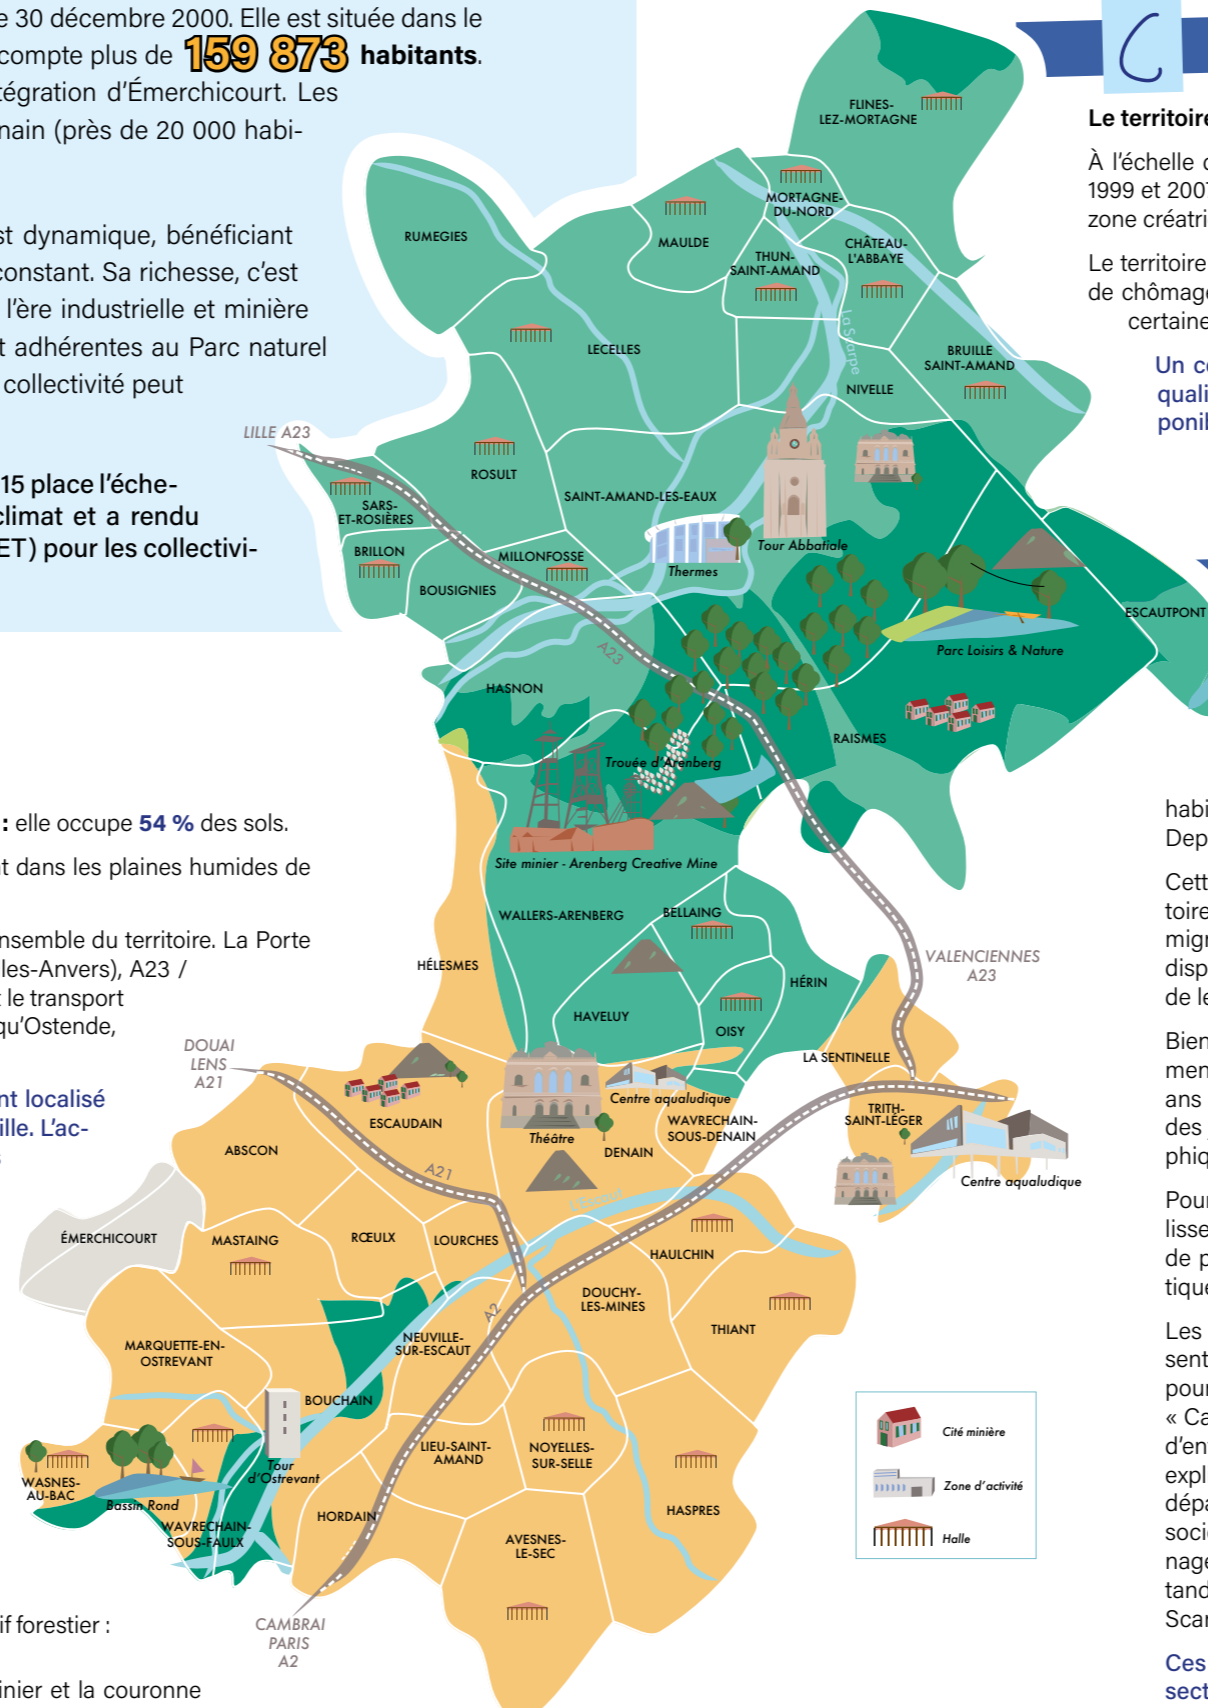 e 30 décembre 2000. Elle est située dans le
compte plus de 159 873 habitants.
tégration d'Émerchicourt. Les
nain (près de 20 000 habi-
st dynamique, bénéficiant
constant. Sa richesse, c'est
l'ère industrielle et minière
t adhérentes au Parc naturel
collectivité peut
15 place l'éche-
climat et a rendu
ET) pour les collectivi-
: elle occupe 54 % des sols.
t dans les plaines humides de
nsemble du territoire. La Porte
les-Anvers), A23 /
t le transport
qu'Ostende,
nt localisé
ille. L'ac-
if forestier :
inier et la couronne
FLINES-
LEZ-MORTAGNE
MORTAGNE-
DU-NORD
RUMEGIES
MAULDE
THUN-
SAINT-AMAND
CHÂTEAU-
L'ABBAYE
La Scarpe
LECELLES
BRUILLE
SAINT-AMAND
NIVELLE
LILLE A23
ROSULT
SAINT-AMAND-LES-EAUX
SARS-
ET-ROSIÈRES
BRILLON
MILLONFOSSE
BOUSIGNIES
Thermes
Tour Abbatiale
ESCAUTPONT
Parc Loisirs & Nature
A23
HASNON
RAISMES
Trouée d'Arenberg
Site minier - Arenberg Creative Mine
WALLERS-ARENBERG
BELLAING
HÉLESMES
HÉRIN
VALENCIENNES
A23
HAVELUY
OISY
DOUAI
LENS
A21
LA SENTINELLE
ESCAUDAIN
Centre aqualudique
WAVRECHAIN-
SOUS-DENAIN
TRITH-
SAINT-LÉGER
Théâtre
DENAIN
ABSCON
A21
Centre aqualudique
L'Escaut
ÉMERCHICOURT
MASTAING
RŒULX
LOURCHES
HAULCHIN
DOUCHY-
LES-MINES
A2
THIANT
MARQUETTE-EN-
OSTREVANT
NEUVILLE-
SUR-ESCAUT
BOUCHAIN
LIEU-SAINT-
AMAND
NOYELLES-
SUR-SELLE
Tour
d'Ostrevant
WASNES-
AU-BAC
Bassin Rond
HASPRES
HORDAIN
WAVRECHAIN-
SOUS-FAULX
AVESNES-
LE-SEC
CAMBRAI
PARIS
A2
Cité minière
Zone d'activité
Halle
Le territoire
À l'échelle d
1999 et 2007
zone créatri
Le territoire
de chômage
certaine
Un co
quali
ponib
habi
Dep
Cett
toire
migr
disp
de le
Bien
men
ans
des
phiq
Pour
lisse
de p
tique
Les
sent
pour
« Ca
d'en
expl
dépa
soci
nage
tand
Scar
Ces
sect